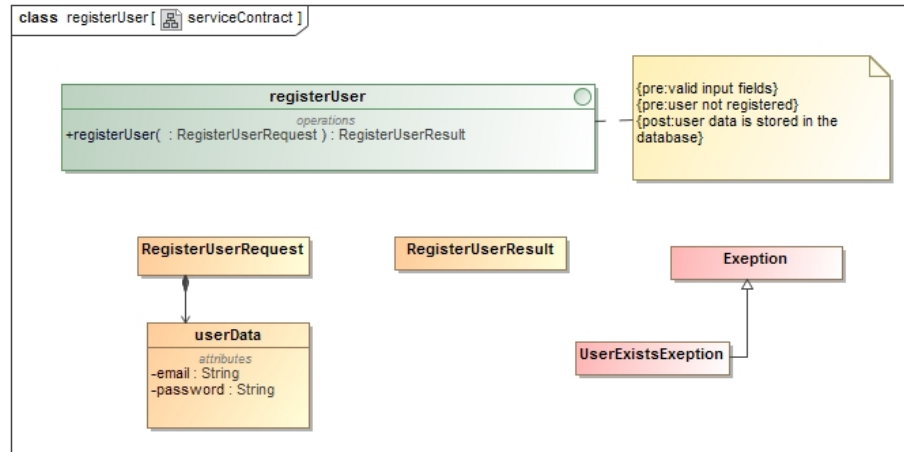 class registerUser[ serviceContract ]
registerUser
operations
+registerUser( : RegisterUserRequest ) : RegisterUserResult
{pre:valid input fields}
{pre:user not registered}
{post:user data is stored in the
database}
RegisterUserRequest
RegisterUserResult
Exeption
userData
attributes
-email : String
-password : String
UserExistsExeption